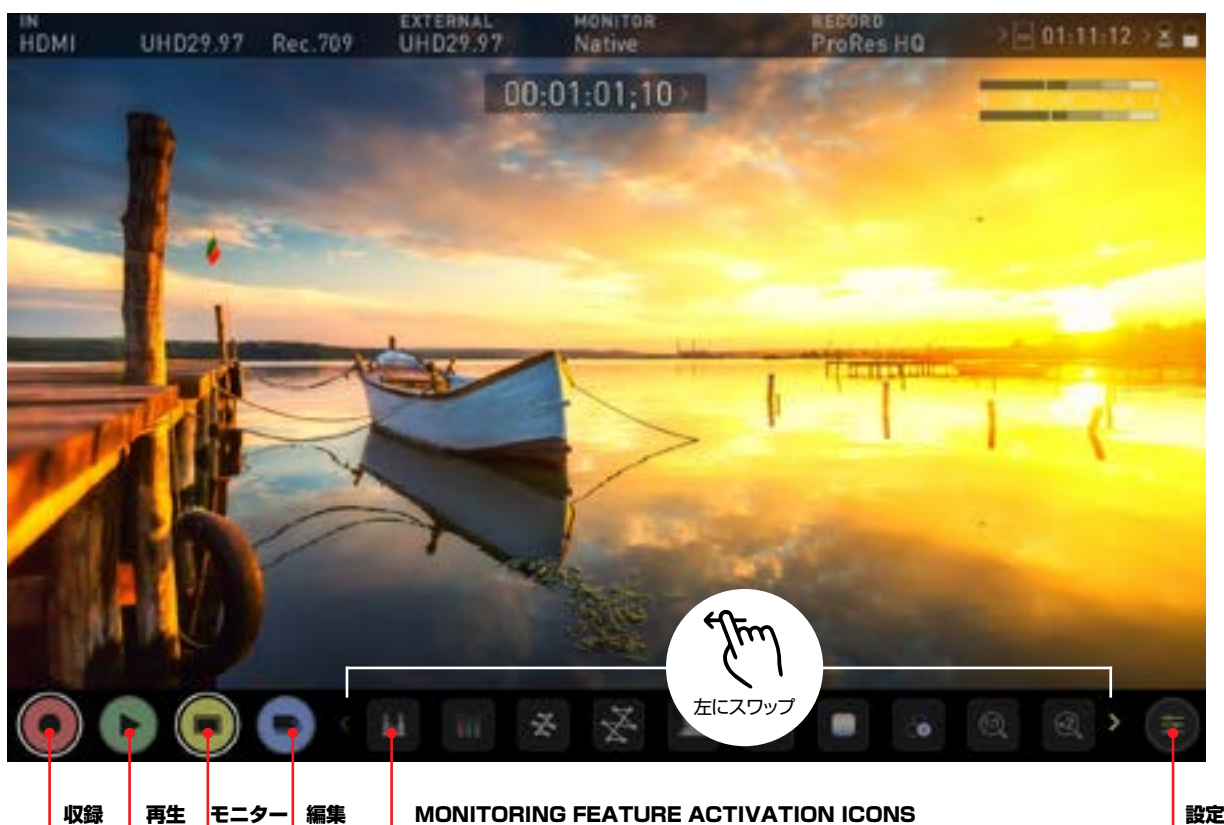 IN EXTERNAL MONITOR RECORD
HDMI UHD29.97 Rec.709 UHD29.97 Native ProRes HQ 01:11:12
00:01:01;10
左にスワップ
収録 再生 モニター 編集 MONITORING FEATURE ACTIVATION ICONS 設定